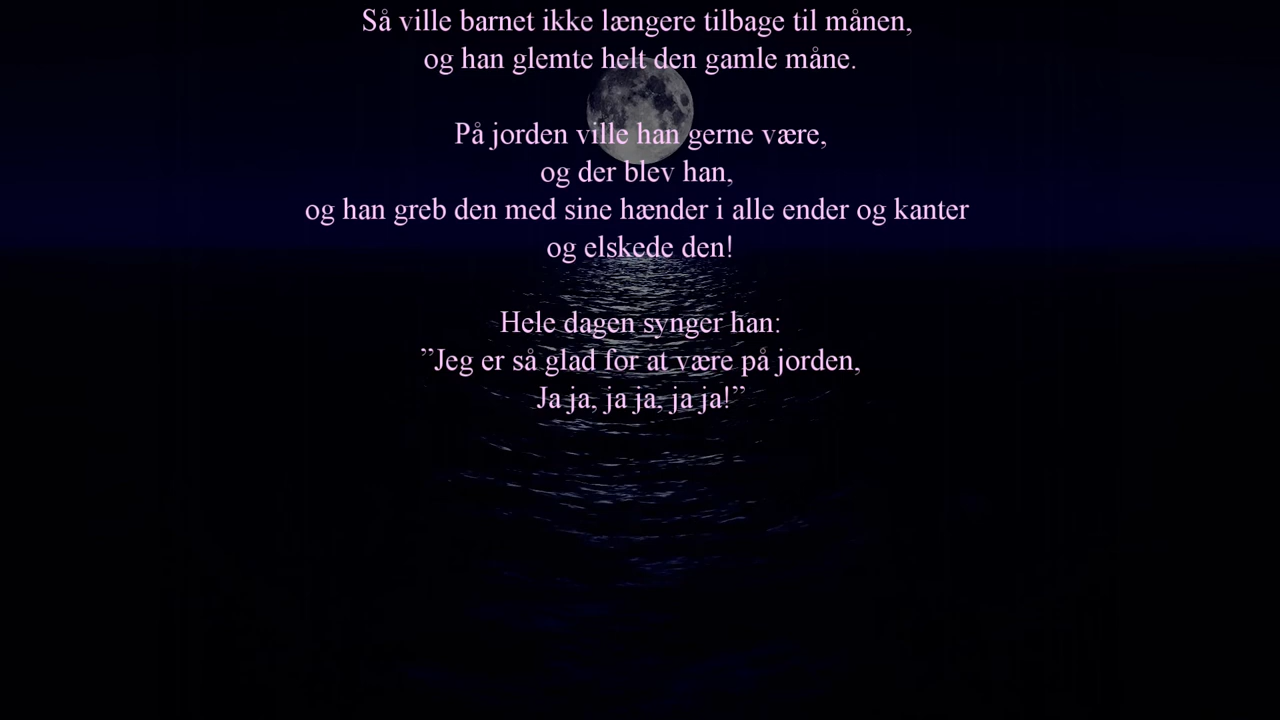 Så ville barnet ikke længere tilbage til månen,
og han glemte helt den gamle måne.
På jorden ville han gerne være,
og der blev han,
og han greb den med sine hænder i alle ender og kanter
og elskede den!
Hele dagen synger han:
”Jeg er så glad for at være på jorden,
Ja ja, ja ja, ja ja!”